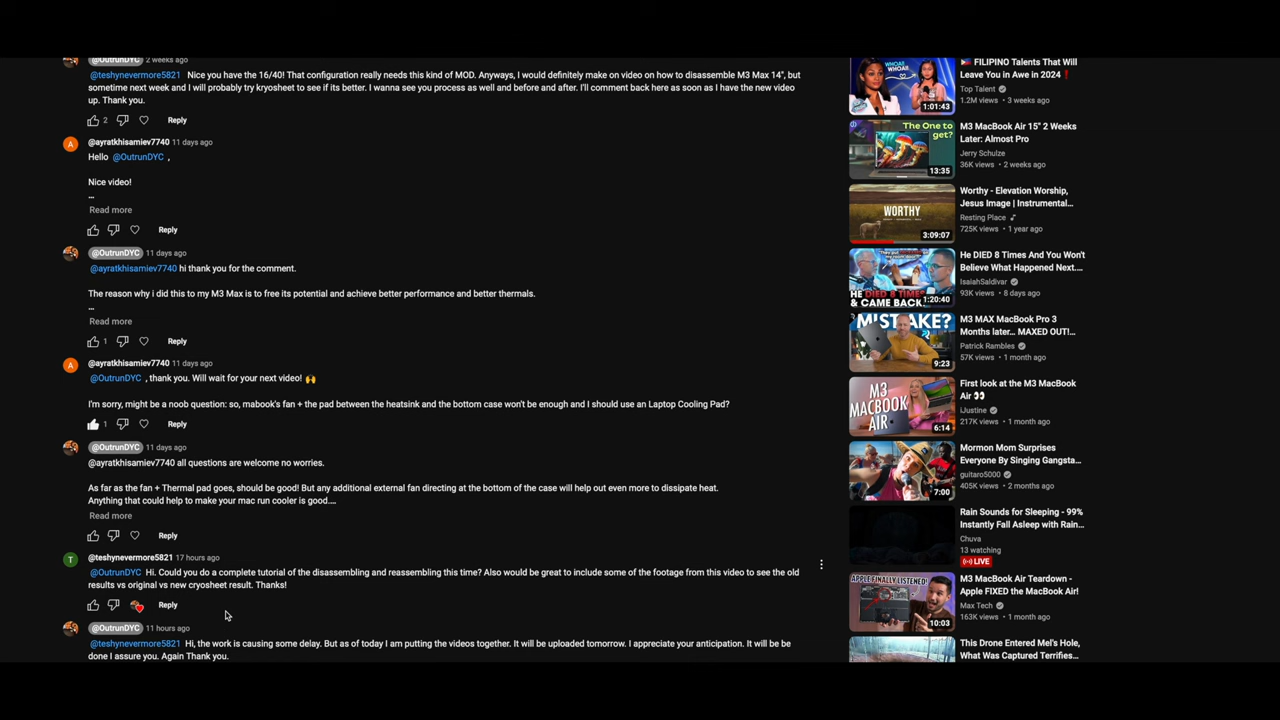 @OutrunDYC 2 weeks ago
@teshynevermore5821 Nice you have the 16/40! That configuration really needs this kind of MOD. Anyways, I would definitely make on video on how to disassemble M3 Max 14", but
sometime next week and I will probably try kryosheet to see if its better. I wanna see you process as well and before and after. I'll comment back here as soon as I have the new video
up. Thank you.
2 Reply
A @ayratkhisamiev7740 11 days ago
Hello @OutrunDYC ,
Nice video!
...
Read more
Reply
@OutrunDYC 11 days ago
@ayratkhisamiev7740 hi thank you for the comment.
The reason why i did this to my M3 Max is to free its potential and achieve better performance and better thermals.
...
Read more
1 Reply
A @ayratkhisamiev7740 11 days ago
@OutrunDYC , thank you. Will wait for your next video! 🙌
I'm sorry, might be a noob question: so, mabook's fan + the pad between the heatsink and the bottom case won't be enough and I should use an Laptop Cooling Pad?
1 Reply
@OutrunDYC 11 days ago
@ayratkhisamiev7740 all questions are welcome no worries.
As far as the fan + Thermal pad goes, should be good! But any additional external fan directing at the bottom of the case will help out even more to dissipate heat.
Anything that could help to make your mac run cooler is good....
Read more
Reply
T @teshynevermore5821 17 hours ago
@OutrunDYC Hi. Could you do a complete tutorial of the disassembling and reassembling this time? Also would be great to include some of the footage from this video to see the old
results vs original vs new cryosheet result. Thanks!
Reply
@OutrunDYC 11 hours ago
@teshynevermore5821 Hi, the work is causing some delay. But as of today I am putting the videos together. It will be uploaded tomorrow. I appreciate your anticipation. It will be be
done I assure you. Again Thank you.
🇵🇭 FILIPINO Talents That Will
Leave You in Awe in 2024❗
Top Talent
1.2M views • 3 weeks ago
WHOAE
WHOAE
1:01:43
M3 MacBook Air 15" 2 Weeks
Later: Almost Pro
Jerry Schulze
36K views • 2 weeks ago
The One to
get?
13:35
Worthy - Elevation Worship,
Jesus Image | Instrumental...
Resting Place
725K views • 1 year ago
WORTHY
3:09:07
He DIED 8 Times And You Won't
Believe What Happened Next....
IsaiahSaldivar
93K views • 8 days ago
HE DIED 8 TIMES
& CAME BACK
1:20:40
M3 MAX MacBook Pro 3
Months later... MAXED OUT!...
Patrick Rambles
57K views • 1 month ago
MISTAKE?
9:23
First look at the M3 MacBook
Air 👀
iJustine
217K views • 1 month ago
M3
MACBOOK
AIR
6:14
Mormon Mom Surprises
Everyone By Singing Gangsta...
guitaro5000
405K views • 2 months ago
7:00
Rain Sounds for Sleeping - 99%
Instantly Fall Asleep with Rain...
Chuva
13 watching
LIVE
M3 MacBook Air Teardown -
Apple FIXED the MacBook Air!
Max Tech
163K views • 1 month ago
APPLE FINALLY LISTENED!
10:03
This Drone Entered Mel's Hole,
What Was Captured Terrifies...